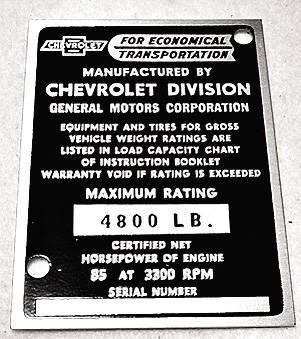 CHEVROLET
FOR ECONOMICAL
TRANSPORTATION
MANUFACTURED BY
CHEVROLET DIVISION
GENERAL MOTORS CORPORATION
EQUIPMENT AND TIRES FOR GROSS
VEHICLE WEIGHT RATINGS ARE
LISTED IN LOAD CAPACITY CHART
OF INSTRUCTION BOOKLET
WARRANTY VOID IF RATING IS EXCEEDED
MAXIMUM RATING
4800 LB.
CERTIFIED NET
HORSEPOWER OF ENGINE
85 AT 3300 RPM
SERIAL NUMBER